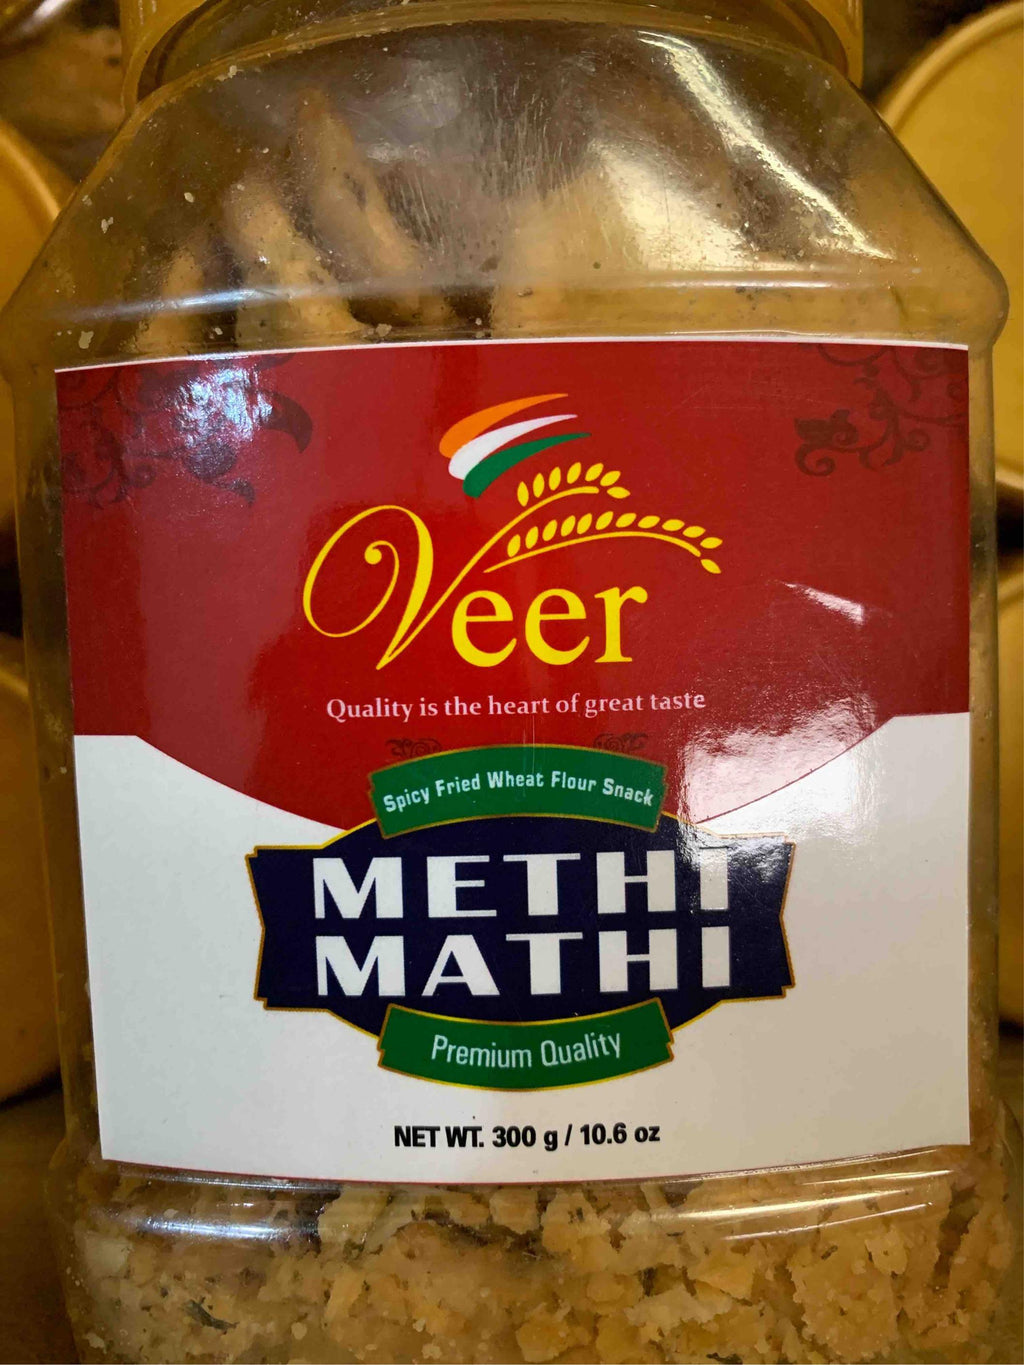 Veer
Quality is the heart of great taste
Spicy Fried Wheat Flour Snack
METHI
MATHI
Premium Quality
NET WT. 300 g / 10.6 oz